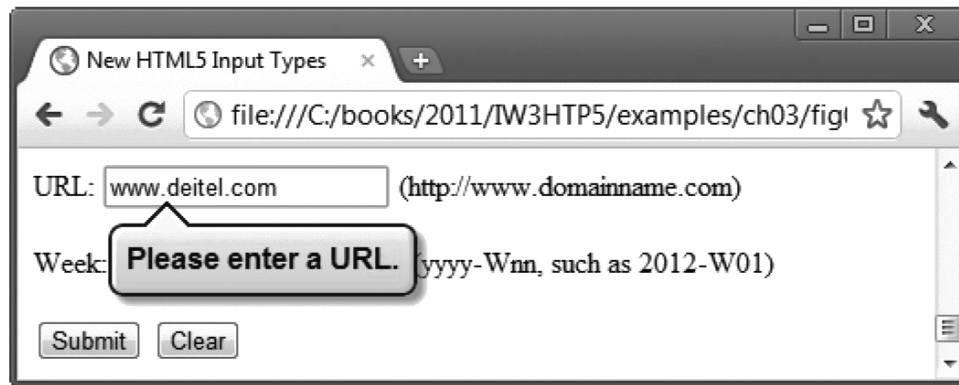 New HTML5 Input Types
file:///C:/books/2011/IW3HTP5/examples/ch03/fig
URL: www.deitel.com (http://www.domainname.com)
Please enter a URL.
Week: (yyyy-Wnn, such as 2012-W01)
Submit Clear